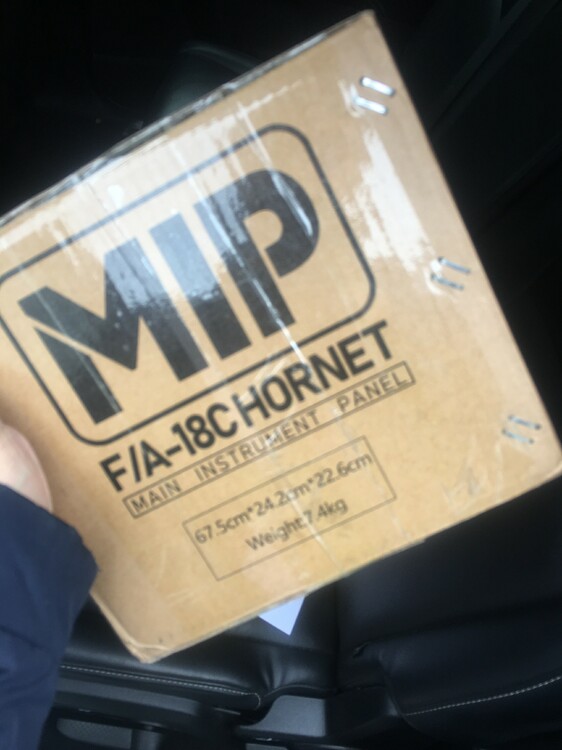 MIP
F/A-18C HORNET
MAIN INSTRUMENT PANEL
67.5cm*24.2cm*22.6cm
Weight:7.4kg